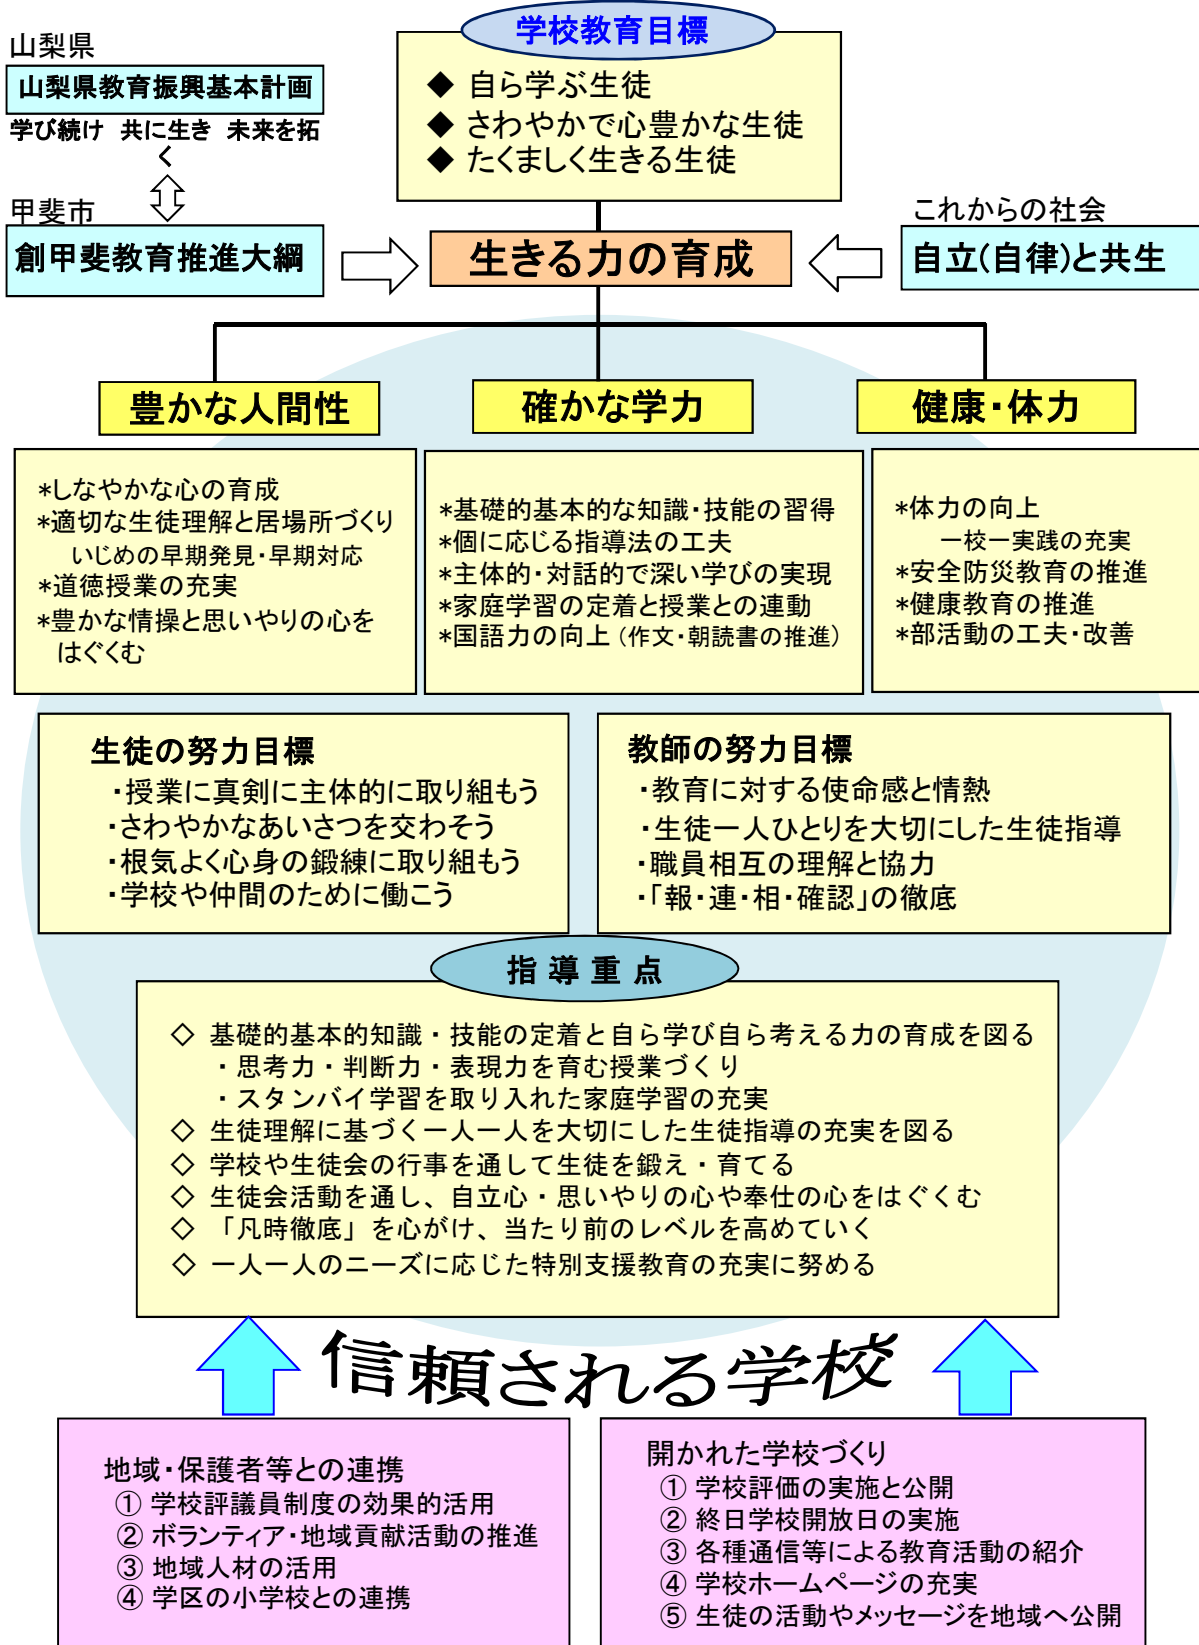 学校教育目標
◆ 自ら学ぶ生徒
◆ さわやかで心豊かな生徒
◆ たくましく生きる生徒
山梨県
山梨県教育振興基本計画
学び続け 共に生き 未来を拓
く
甲斐市
創甲斐教育推進大綱
生きる力の育成
これからの社会
自立(自律)と共生
豊かな人間性
*しなやかな心の育成
*適切な生徒理解と居場所づくり
いじめの早期発見・早期対応
*道徳授業の充実
*豊かな情操と思いやりの心を
はぐくむ
確かな学力
*基礎的基本的な知識・技能の習得
*個に応じる指導法の工夫
*主体的・対話的で深い学びの実現
*家庭学習の定着と授業との連動
*国語力の向上(作文・朝読書の推進)
健康・体力
*体力の向上
一校一実践の充実
*安全防災教育の推進
*健康教育の推進
*部活動の工夫・改善
生徒の努力目標
・授業に真剣に主体的に取り組もう
・さわやかなあいさつを交わそう
・根気よく心身の鍛練に取り組もう
・学校や仲間のために働こう
教師の努力目標
・教育に対する使命感と情熱
・生徒一人ひとりを大切にした生徒指導
・職員相互の理解と協力
・「報・連・相・確認」の徹底
指導重点
◇ 基礎的基本的知識・技能の定着と自ら学び自ら考える力の育成を図る
・思考力・判断力・表現力を育む授業づくり
・スタンバイ学習を取り入れた家庭学習の充実
◇ 生徒理解に基づく一人一人を大切にした生徒指導の充実を図る
◇ 学校や生徒会の行事を通して生徒を鍛え・育てる
◇ 生徒会活動を通し、自立心・思いやりの心や奉仕の心をはぐくむ
◇ 「凡時徹底」を心がけ、当たり前のレベルを高めていく
◇ 一人一人のニーズに応じた特別支援教育の充実に努める
信頼される学校
地域・保護者等との連携
① 学校評議員制度の効果的活用
② ボランティア・地域貢献活動の推進
③ 地域人材の活用
④ 学区の小学校との連携
開かれた学校づくり
① 学校評価の実施と公開
② 終日学校開放日の実施
③ 各種通信等による教育活動の紹介
④ 学校ホームページの充実
⑤ 生徒の活動やメッセージを地域へ公開